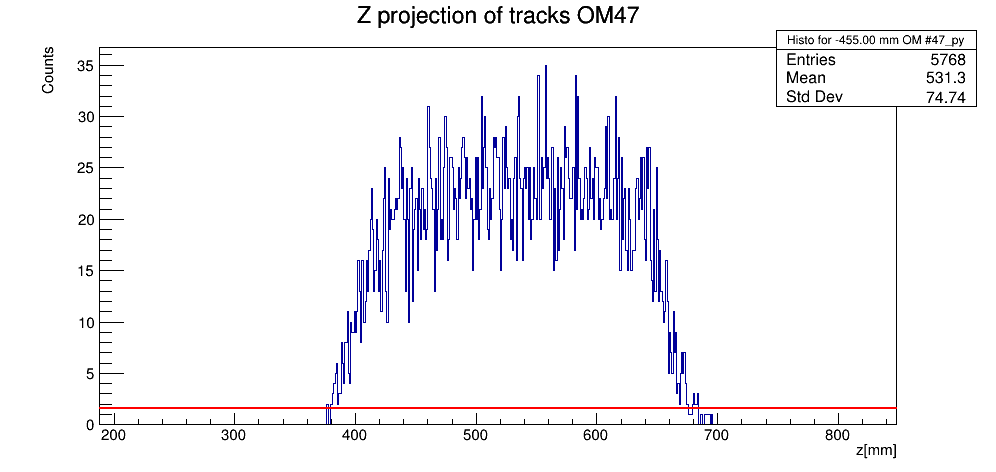 Z projection of tracks OM47
Histo for -455.00 mm OM #47_py
Entries 5768
Mean 531.3
Std Dev 74.74
Counts
35
30
25
20
15
10
5
0
200 300 400 500 600 700 800
z[mm]